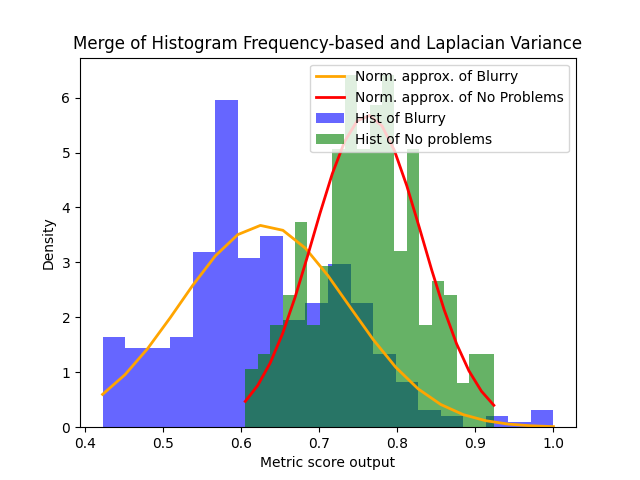 Merge of Histogram Frequency-based and Laplacian Variance
Norm. approx. of Blurry
Norm. approx. of No Problems
Hist of Blurry
Hist of No problems
Density
6
5
4
3
2
1
0
0.4 0.5 0.6 0.7 0.8 0.9 1.0
Metric score output